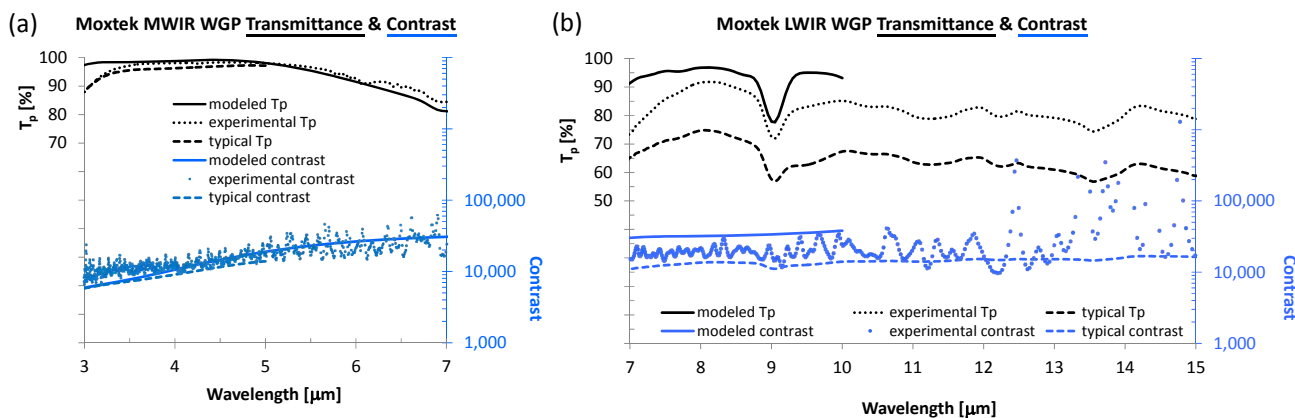 (a)
Moxtek MWIR WGP Transmittance & Contrast
Tp [%]
100
90
80
70
modeled Tp
experimental Tp
typical Tp
modeled contrast
experimental contrast
typical contrast
100,000
10,000
1,000
Contrast
3 4 5 6 7
Wavelength [μm]
(b)
Moxtek LWIR WGP Transmittance & Contrast
Tp [%]
100
90
80
70
60
50
100,000
10,000
1,000
Contrast
modeled Tp experimental Tp typical Tp
modeled contrast experimental contrast typical contrast
7 8 9 10 11 12 13 14 15
Wavelength [μm]